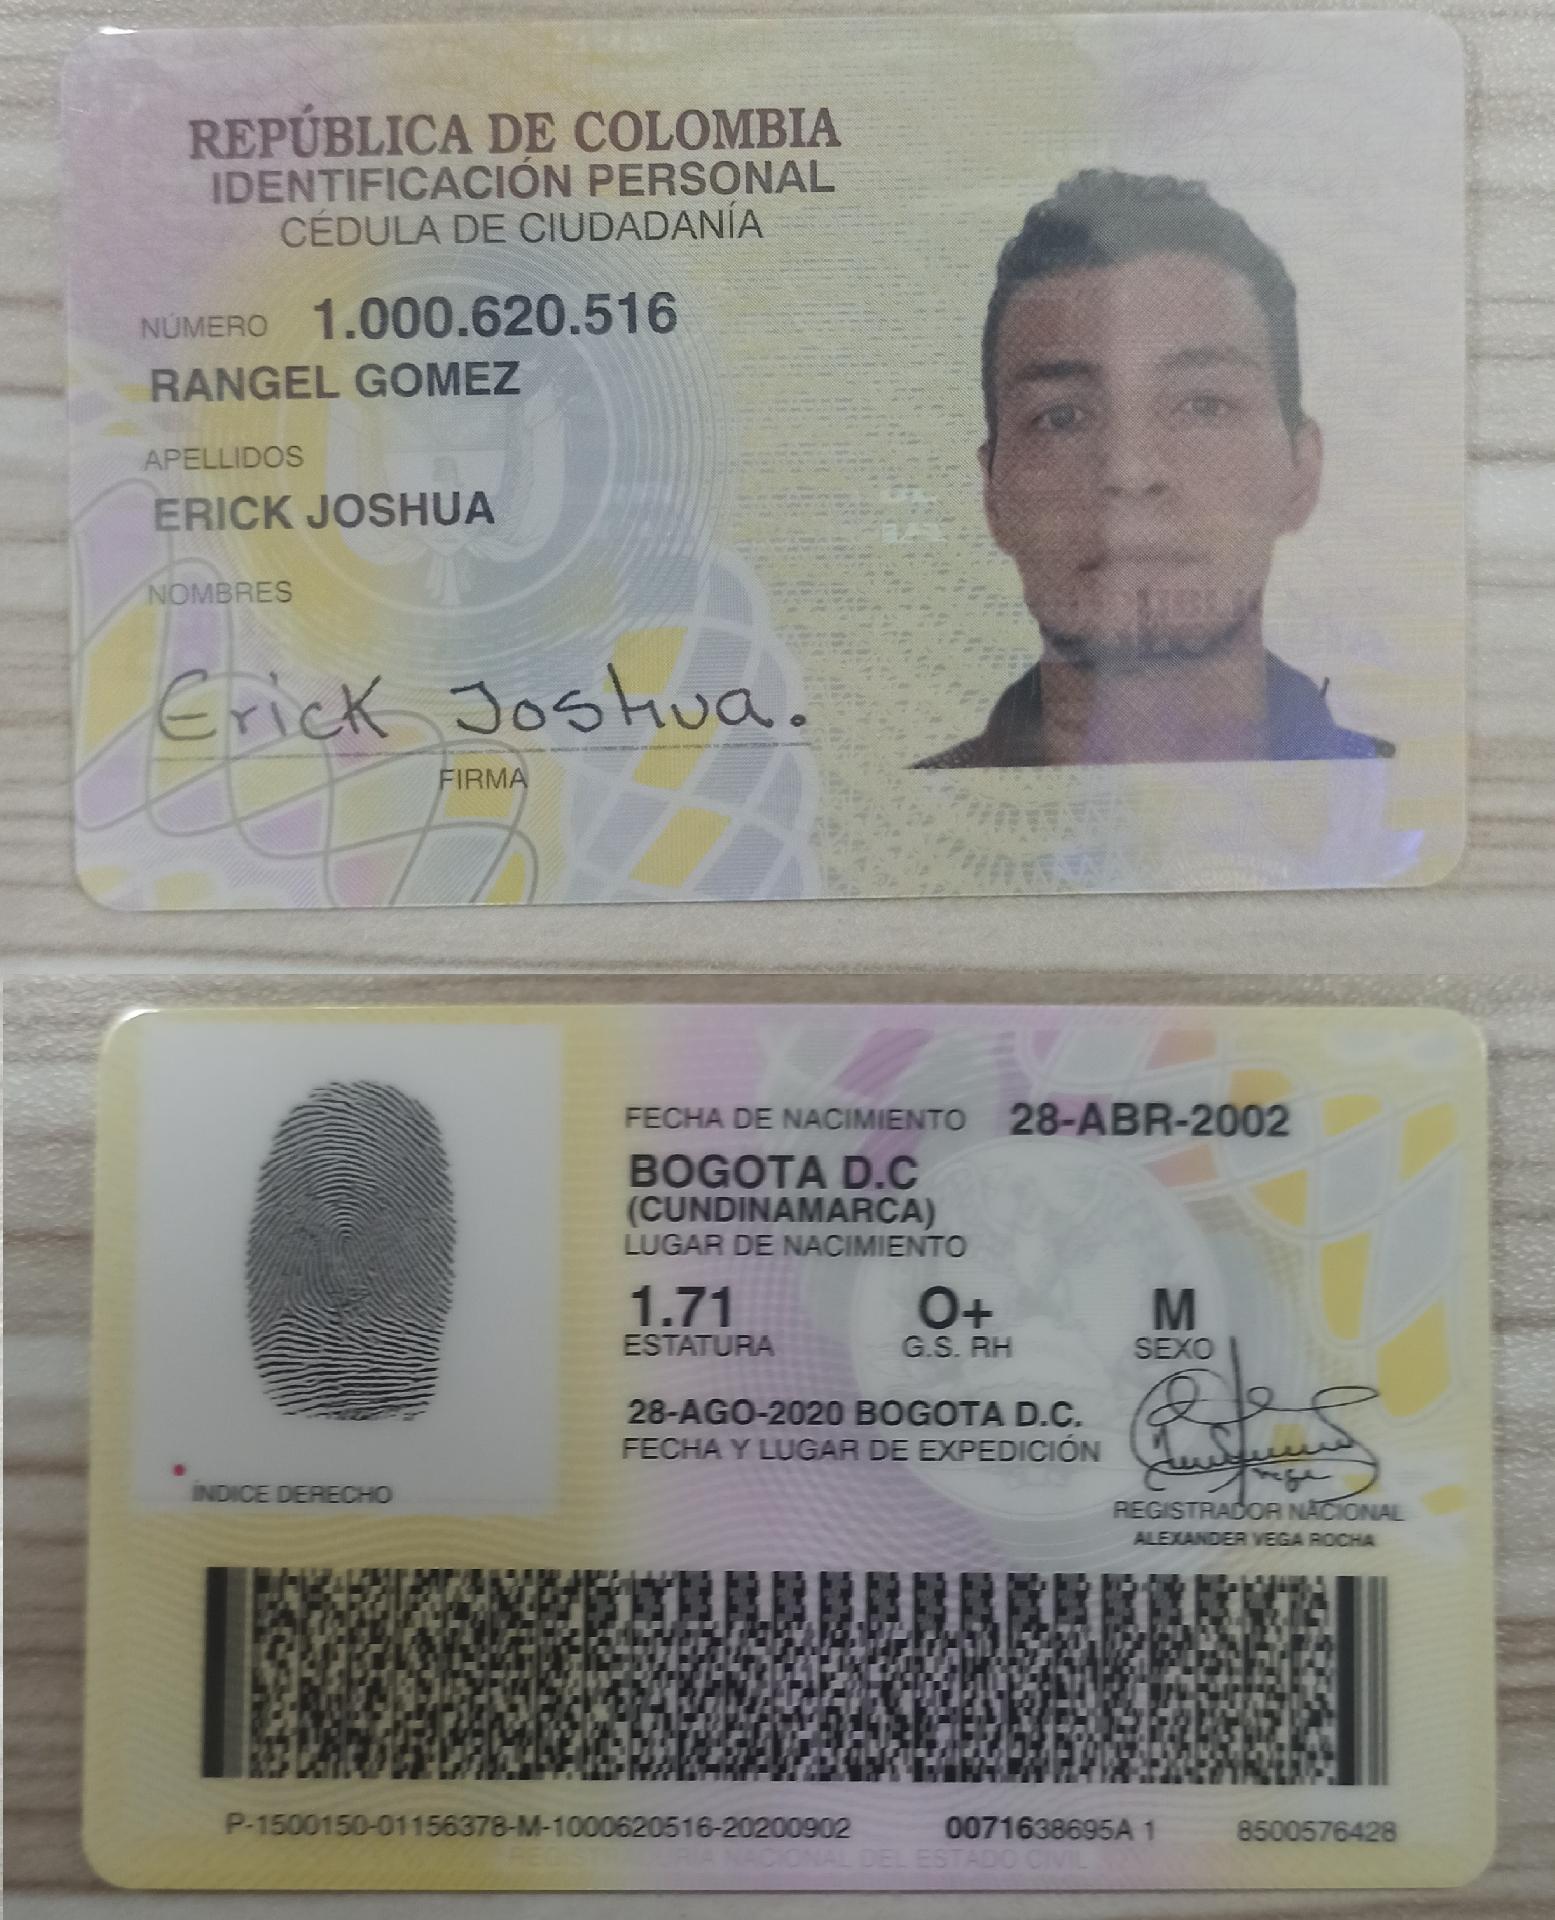 REPÚBLICA DE COLOMBIA
IDENTIFICACIÓN PERSONAL
CÉDULA DE CIUDADANÍA
NÚMERO 1.000.620.516
RANGEL GOMEZ
APELLIDOS
ERICK JOSHUA
NOMBRES
Erick Joshua.
FIRMA
FECHA DE NACIMIENTO 28-ABR-2002
BOGOTA D.C
(CUNDINAMARCA)
LUGAR DE NACIMIENTO
1.71 O+ M
ESTATURA G.S. RH SEXO
28-AGO-2020 BOGOTA D.C.
FECHA Y LUGAR DE EXPEDICIÓN
ÍNDICE DERECHO
REGISTRADOR NACIONAL
ALEXANDER VEGA ROCHA
P-1500150-01156378-M-1000620516-20200902 0071638695A 1 8500576428
REGISTRADURIA NACIONAL DEL ESTADO CIVIL